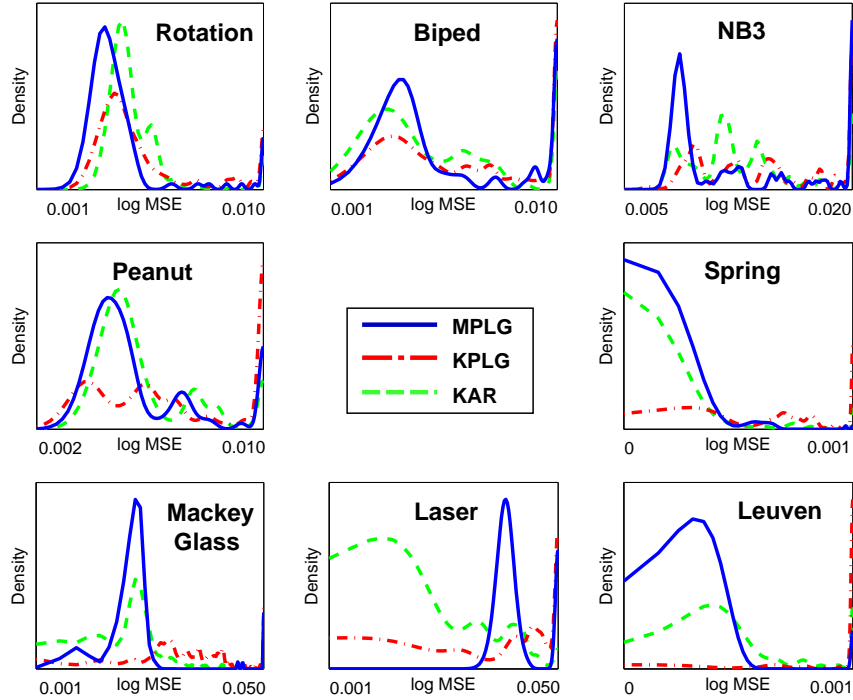 Rotation
Density
0.001 log MSE 0.010
Biped
Density
0.001 log MSE 0.010
NB3
Density
0.005 log MSE 0.020
Peanut
Density
0.002 log MSE 0.010
MPLG
KPLG
KAR
Spring
Density
0 log MSE 0.001
Mackey
Glass
Density
0.001 log MSE 0.050
Laser
Density
0.001 log MSE 0.050
Leuven
Density
0 log MSE 0.001